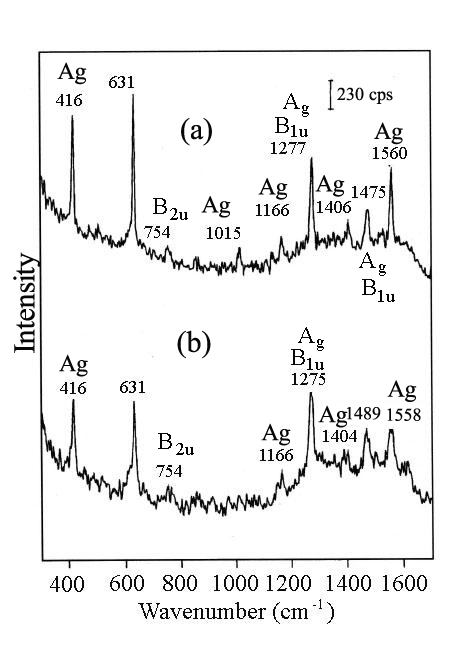 Ag
416
631
230 cps
(a)
Ag
B1u
1277
Ag
1560
B2u
754
Ag
1015
Ag
1166
Ag
1406
1475
Ag
B1u
Intensity
(b)
Ag
416
631
B2u
754
Ag
B1u
1275
Ag
1166
Ag
1404
1489
Ag
1558
400 600 800 1000 1200 1400 1600
Wavenumber (cm-1)